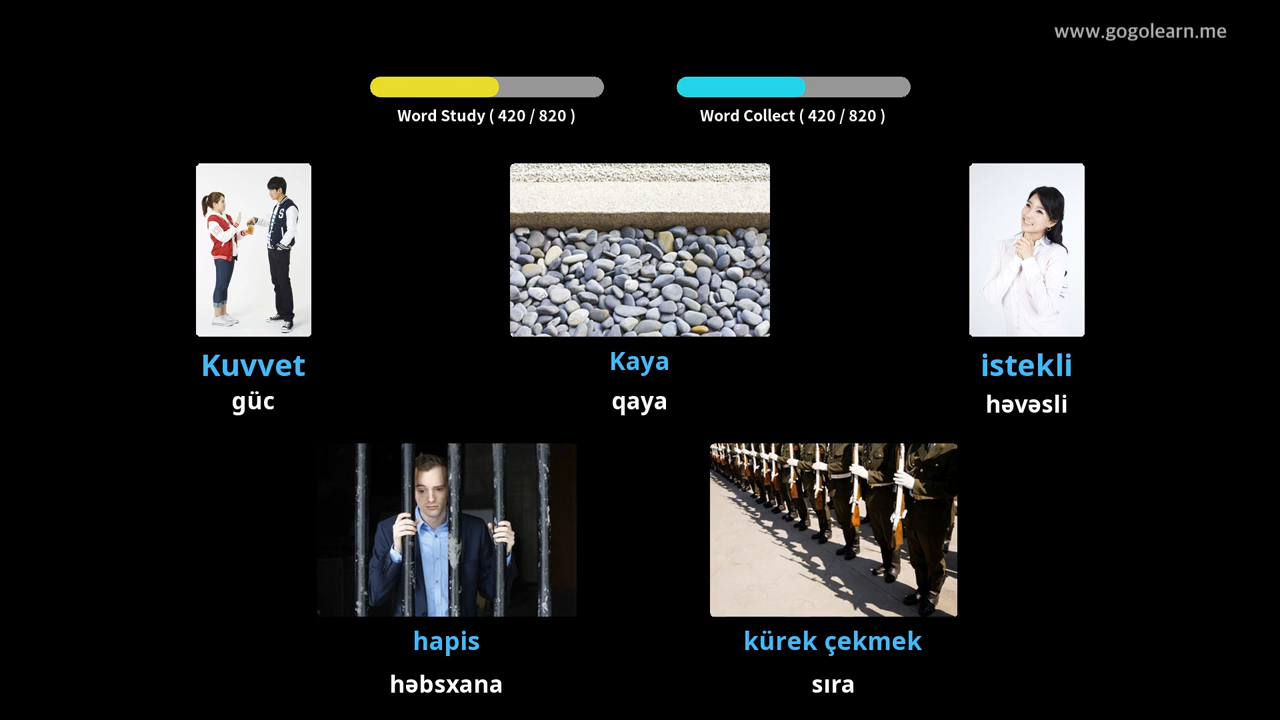 www.gogolearn.me
Word Study ( 420 / 820 )
Word Collect ( 420 / 820 )
Kuvvet
güc
Kaya
qaya
istekli
həvəsli
hapis
həbsxana
kürek çekmek
sıra